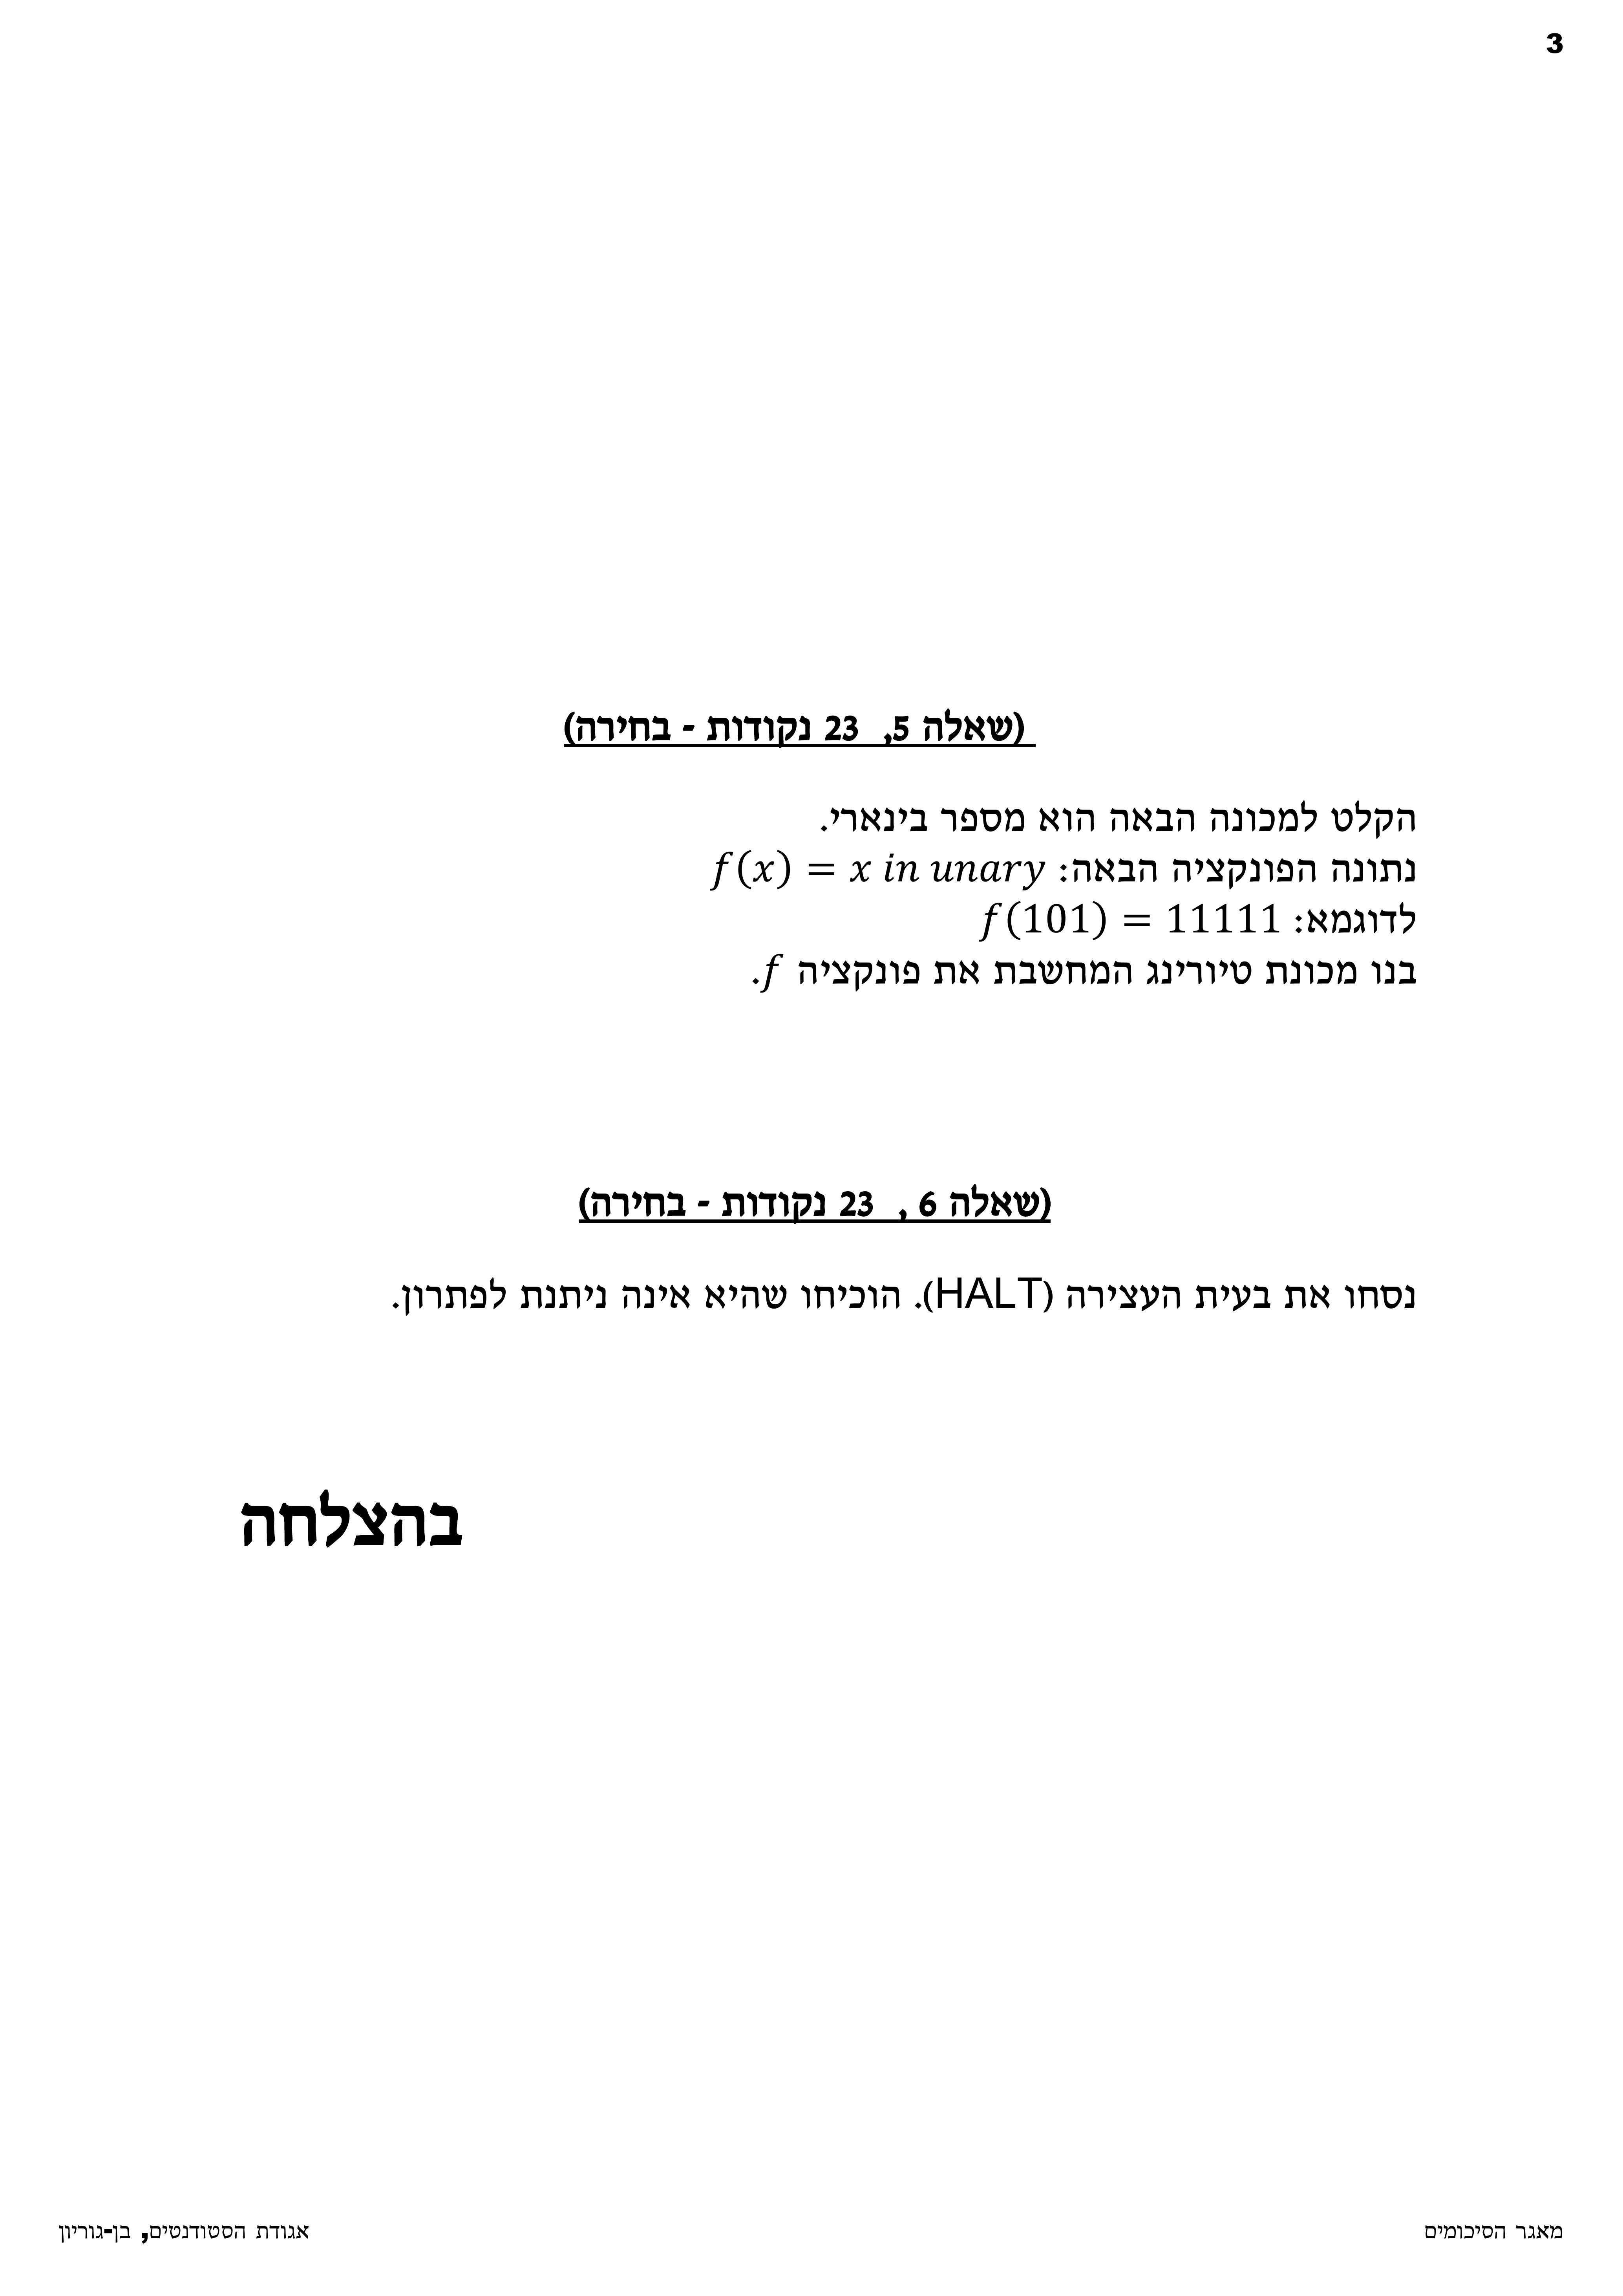 3
(שאלה 5,  23 נקודות - בחירה)
הקלט למכונה הבאה הוא מספר בינארי.
נתונה הפונקציה הבאה: f(x) = x in unary
לדוגמא: f(101) = 11111
בנו מכונת טיורינג המחשבת את פונקציה f.
(שאלה 6 ,  23 נקודות - בחירה)
נסחו את בעית העצירה (HALT). הוכיחו שהיא אינה ניתנת לפתרון.
בהצלחה
מאגר הסיכומים
אגודת הסטודנטים, בן-גוריון